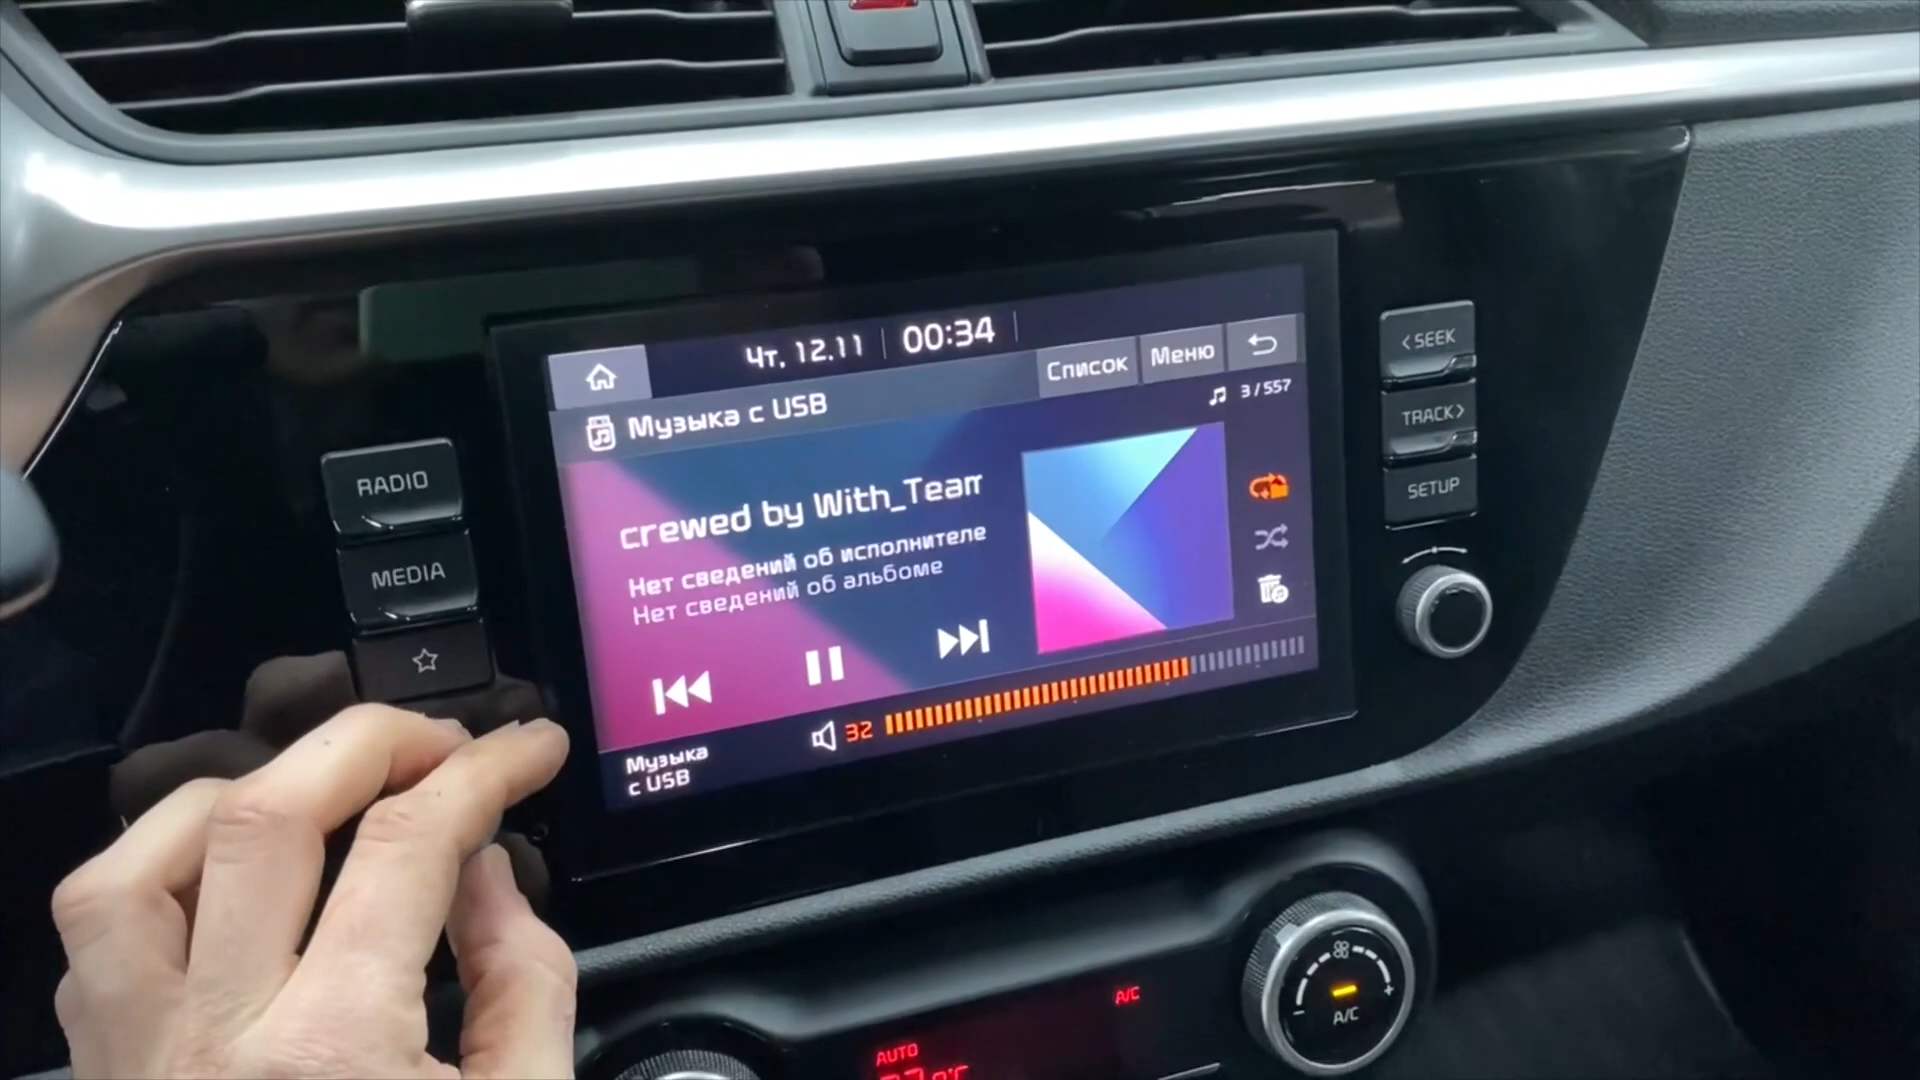 Чт, 12.11 00:34
Список Меню
Музыка с USB
3/557
crewed by With_Team
Нет сведений об исполнителе
Нет сведений об альбоме
32
Музыка
с USB
RADIO
MEDIA
< SEEK
TRACK >
SETUP
A/C
AUTO
- +
A/C